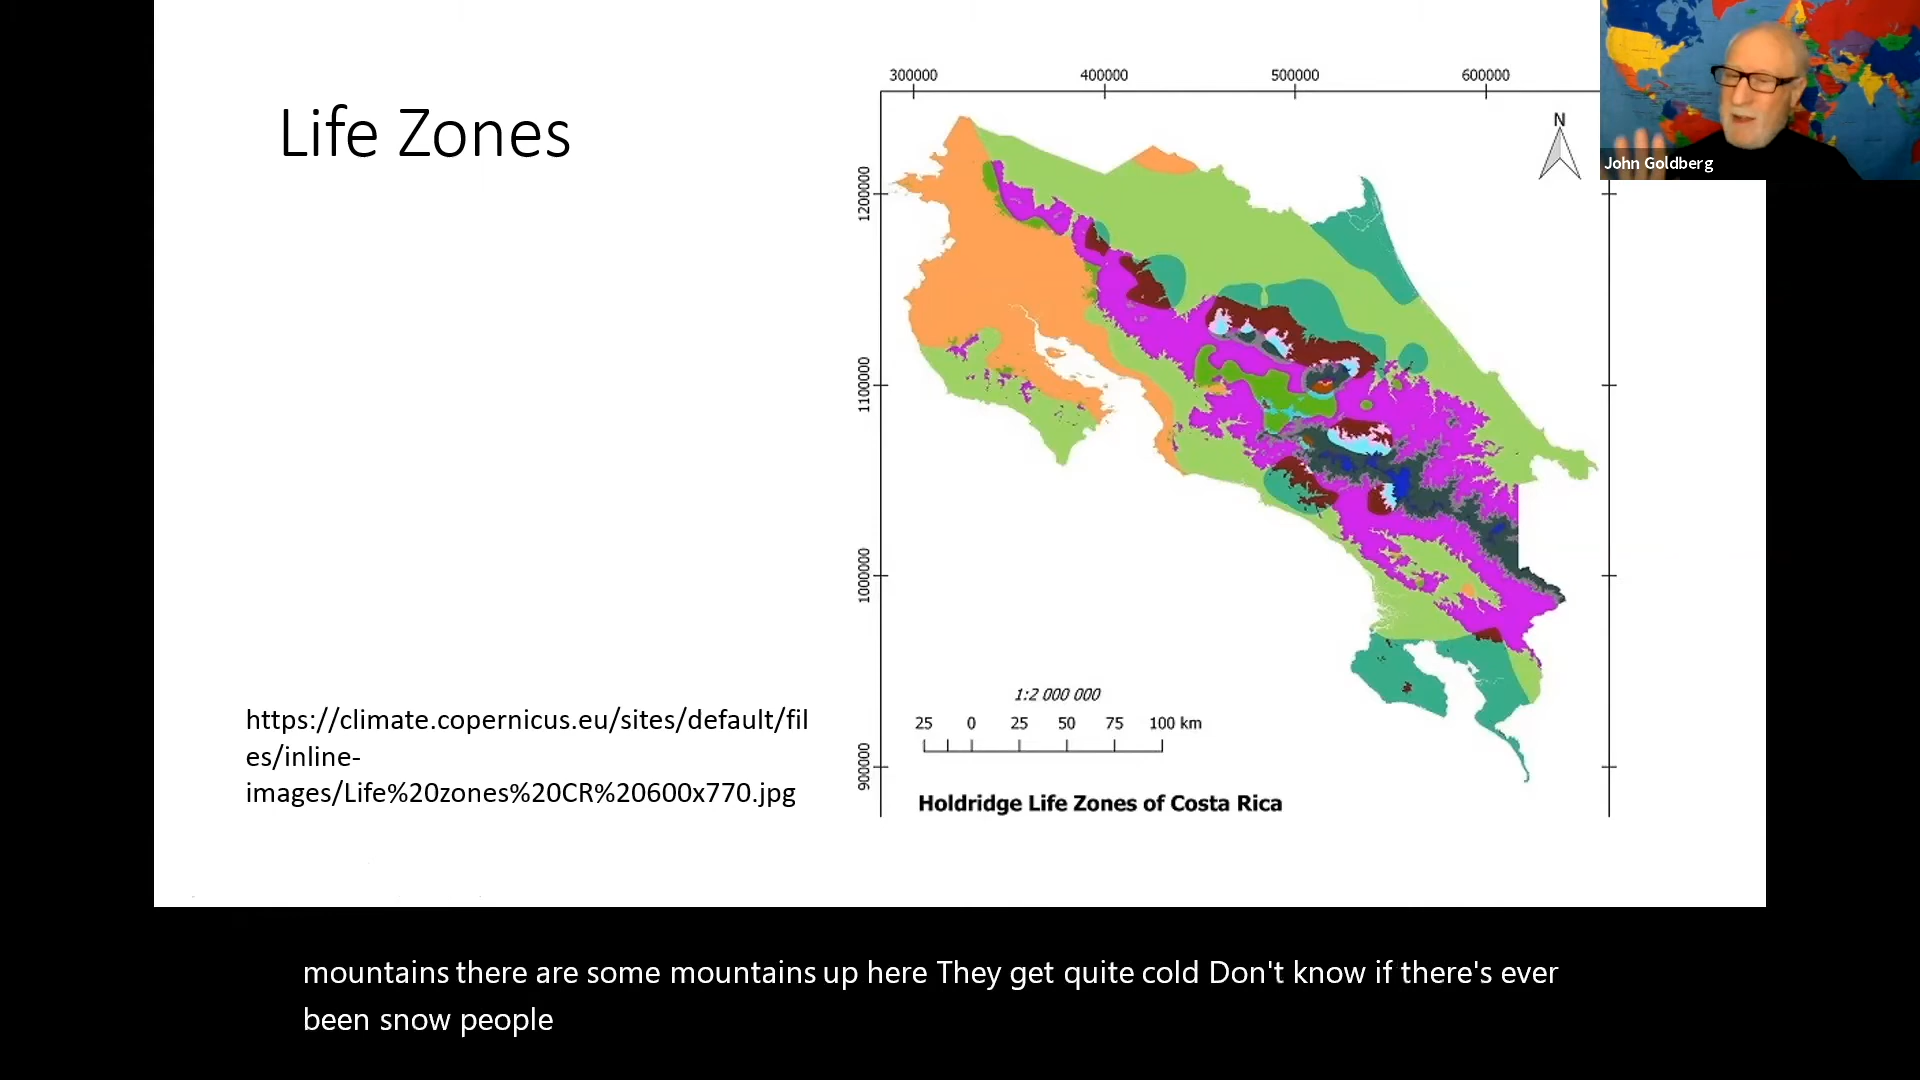 300000 400000 500000 600000
Life Zones
N
John Goldberg
1200000
1100000
1000000
900000
1:2 000 000
25 0 25 50 75 100 km
https://climate.copernicus.eu/sites/default/fil
es/inline-
images/Life%20zones%20CR%20600x770.jpg
Holdridge Life Zones of Costa Rica
mountains there are some mountains up here They get quite cold Don't know if there's ever
been snow people